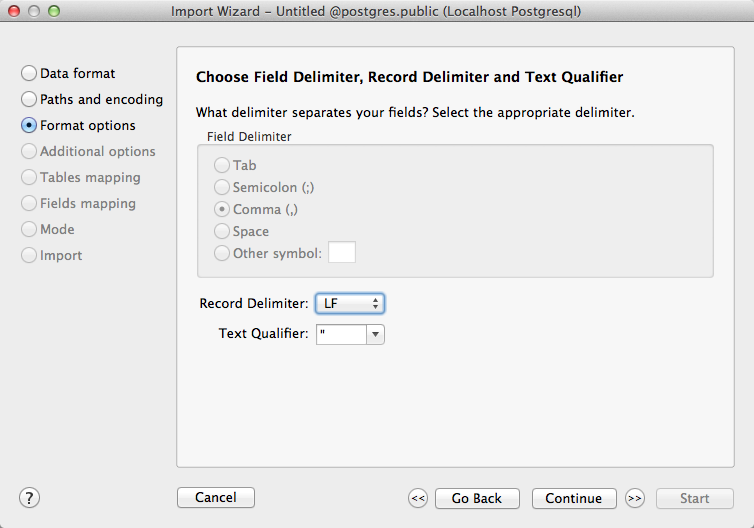 Import Wizard – Untitled @postgres.public (Localhost Postgresql)
Data format
Paths and encoding
Format options
Additional options
Tables mapping
Fields mapping
Mode
Import
Choose Field Delimiter, Record Delimiter and Text Qualifier
What delimiter separates your fields? Select the appropriate delimiter.
Field Delimiter
Tab
Semicolon (;)
Comma (,)
Space
Other symbol:
Record Delimiter: LF
Text Qualifier: "
? Cancel << Go Back Continue >> Start